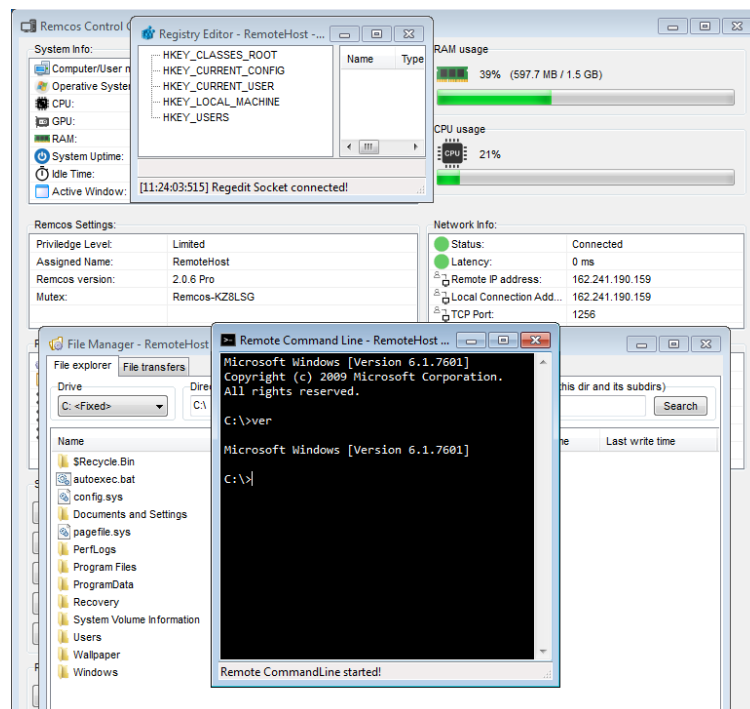 Remcos Control
System Info:
Computer/User
Operative System
CPU:
GPU:
RAM:
System Uptime:
Idle Time:
Active Window:
Registry Editor - RemoteHost -...
HKEY_CLASSES_ROOT
HKEY_CURRENT_CONFIG
HKEY_CURRENT_USER
HKEY_LOCAL_MACHINE
HKEY_USERS
Name Type
[11:24:03:515] Regedit Socket connected!
RAM usage
39% (597.7 MB / 1.5 GB)
CPU usage
CPU 21%
Remcos Settings:
Priviledge Level: Limited
Assigned Name: RemoteHost
Remcos version: 2.0.6 Pro
Mutex: Remcos-KZ8LSG
Network Info:
Status: Connected
Latency: 0 ms
Remote IP address: 162.241.190.159
Local Connection Add... 162.241.190.159
TCP Port: 1256
File Manager - RemoteHost
File explorer File transfers
Drive
C: <Fixed>
C:\
this dir and its subdirs)
Search
Name
Last write time
$Recycle.Bin
autoexec.bat
config.sys
Documents and Settings
pagefile.sys
PerfLogs
Program Files
ProgramData
Recovery
System Volume Information
Users
Wallpaper
Windows
Remote Command Line - RemoteHost ...
Microsoft Windows [Version 6.1.7601]
Copyright (c) 2009 Microsoft Corporation.
All rights reserved.
C:\>ver
Microsoft Windows [Version 6.1.7601]
C:\>
Remote CommandLine started!